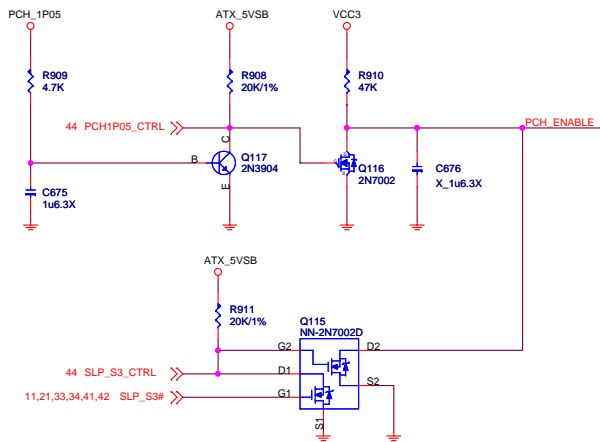 PCH_1P05
ATX_5VSB
VCC3
R909
4.7K
R908
20K/1%
R910
47K
44 PCH1P05_CTRL
PCH_ENABLE
C
B
E
Q117
2N3904
Q116
2N7002
C675
1u6.3X
C676
X_1u6.3X
ATX_5VSB
R911
20K/1%
Q115
NN-2N7002D
G2
D2
44 SLP_S3_CTRL
D1
S2
11,21,33,34,41,42 SLP_S3#
G1
S1